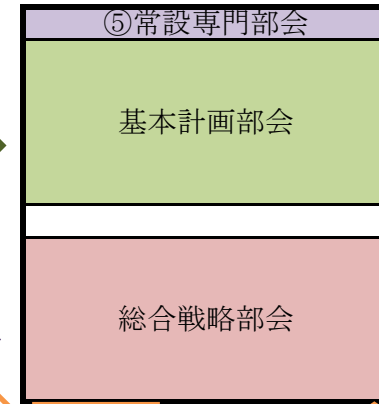 ⑤常設専門部会
基本計画部会
総合戦略部会